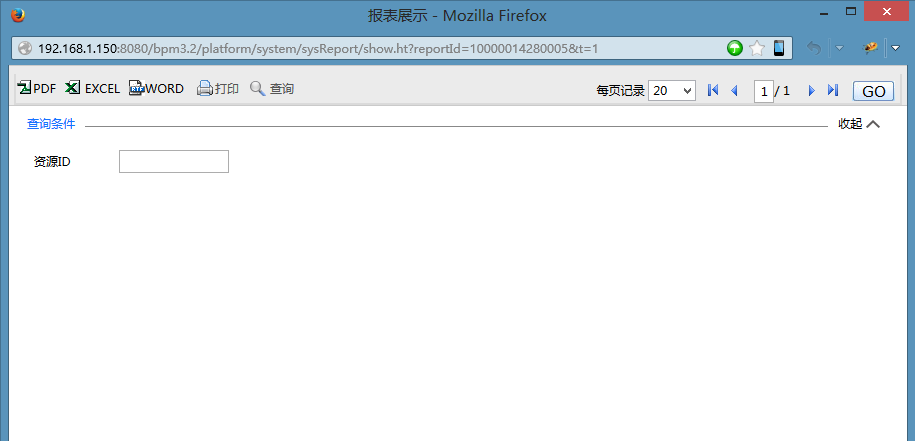 报表展示 - Mozilla Firefox
192.168.1.150:8080/bpm3.2/platform/system/sysReport/show.ht?reportId=10000014280005&t=1
PDF EXCEL WORD 打印 查询 每页记录 20 1 / 1 GO
查询条件 收起
资源ID